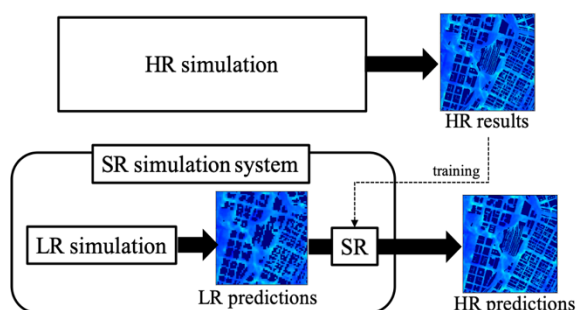 HR simulation
HR results
SR simulation system
training
LR simulation
SR
LR predictions
HR predictions